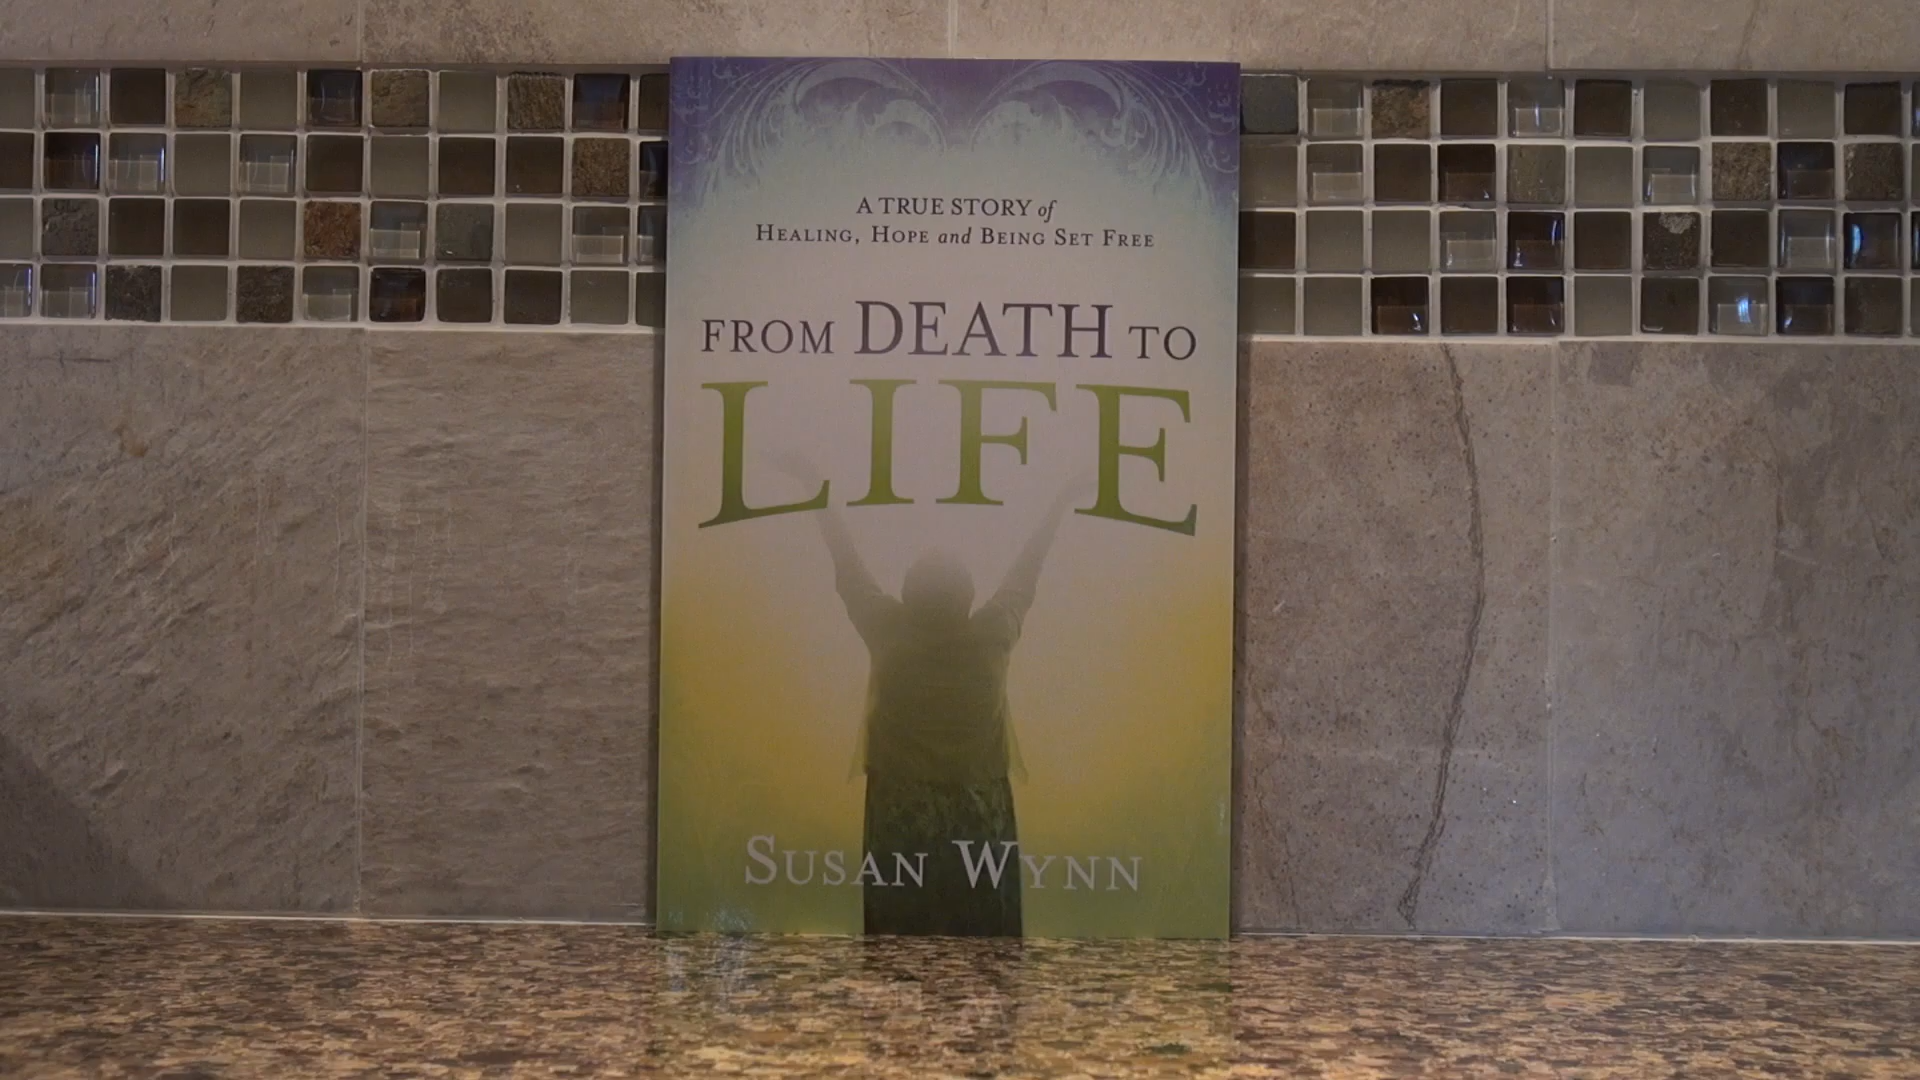 A TRUE STORY of
HEALING, HOPE and BEING SET FREE
FROM DEATH TO
LIFE
SUSAN WYNN